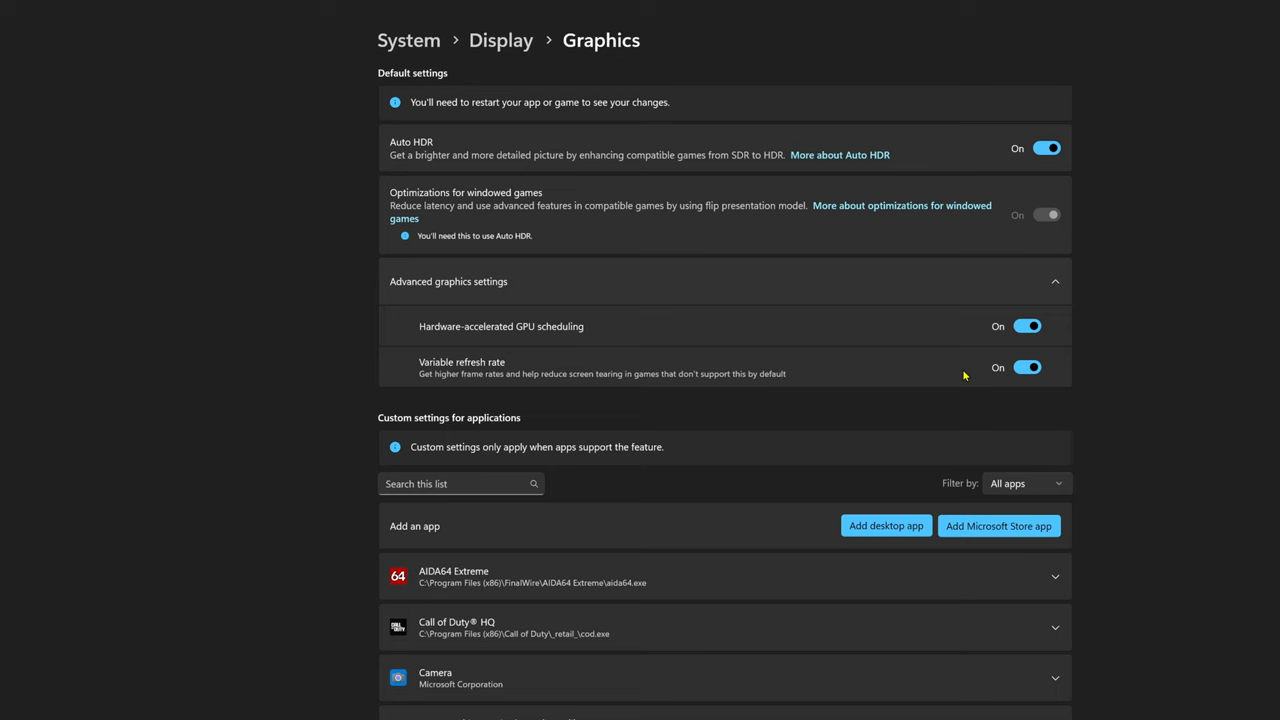 System > Display > Graphics
Default settings
You'll need to restart your app or game to see your changes.
Auto HDR
Get a brighter and more detailed picture by enhancing compatible games from SDR to HDR. More about Auto HDR
On
Optimizations for windowed games
Reduce latency and use advanced features in compatible games by using flip presentation model. More about optimizations for windowed
games
On
You'll need this to use Auto HDR.
Advanced graphics settings
Hardware-accelerated GPU scheduling
On
Variable refresh rate
Get higher frame rates and help reduce screen tearing in games that don't support this by default
On
Custom settings for applications
Custom settings only apply when apps support the feature.
Search this list
Filter by: All apps
Add an app
Add desktop app
Add Microsoft Store app
64
AIDA64 Extreme
C:\Program Files (x86)\FinalWire\AIDA64 Extreme\aida64.exe
CALL OF DUTY
Call of Duty® HQ
C:\Program Files (x86)\Call of Duty\_retail_\cod.exe
Camera
Microsoft Corporation